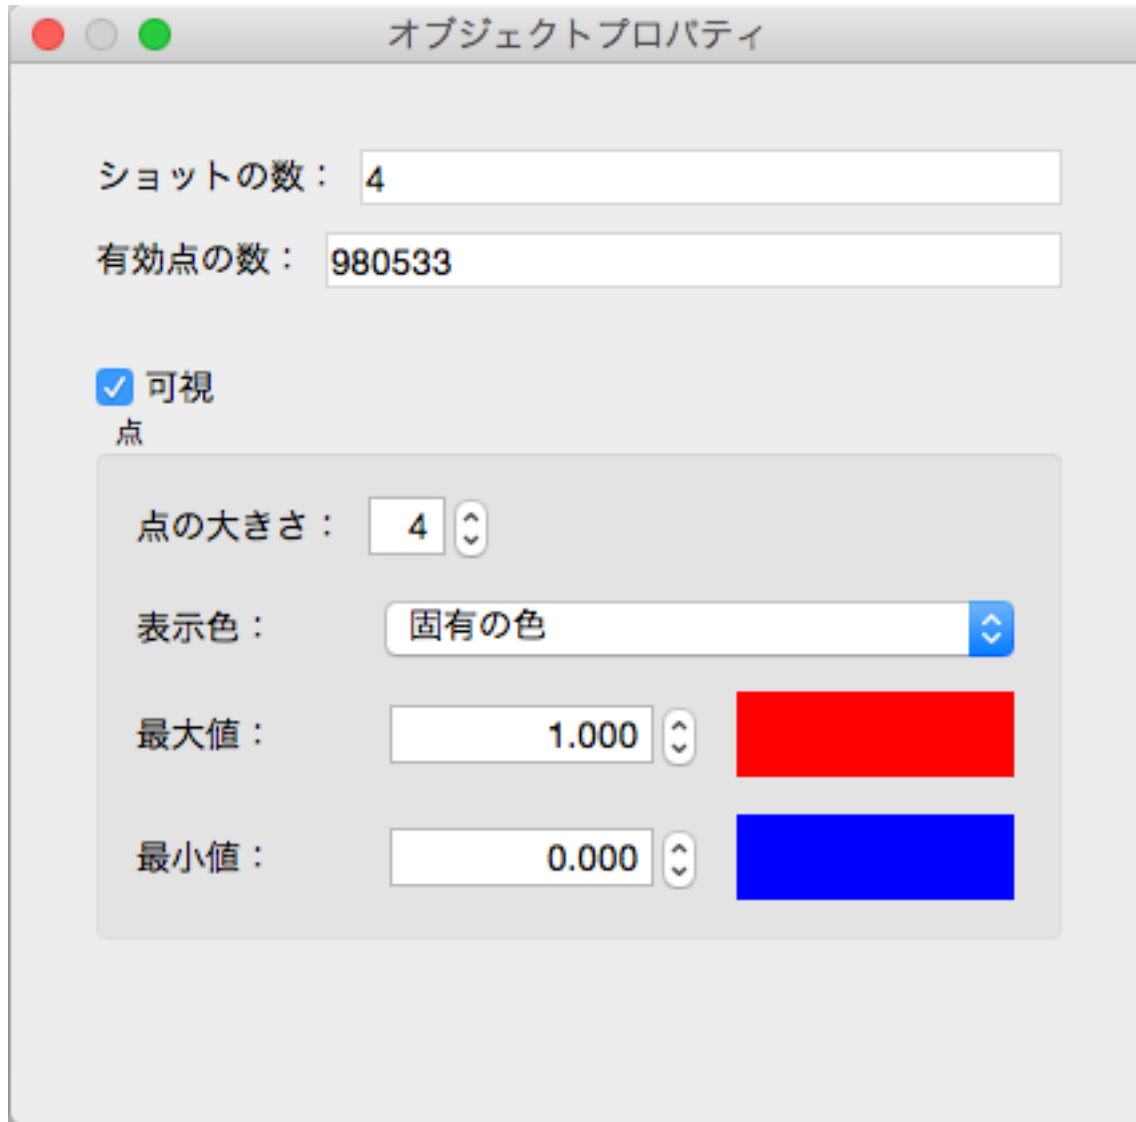 オブジェクトプロパティ
ショットの数： 4
有効点の数： 980533
可視
点
点の大きさ： 4
表示色： 固有の色
最大値： 1.000
最小値： 0.000